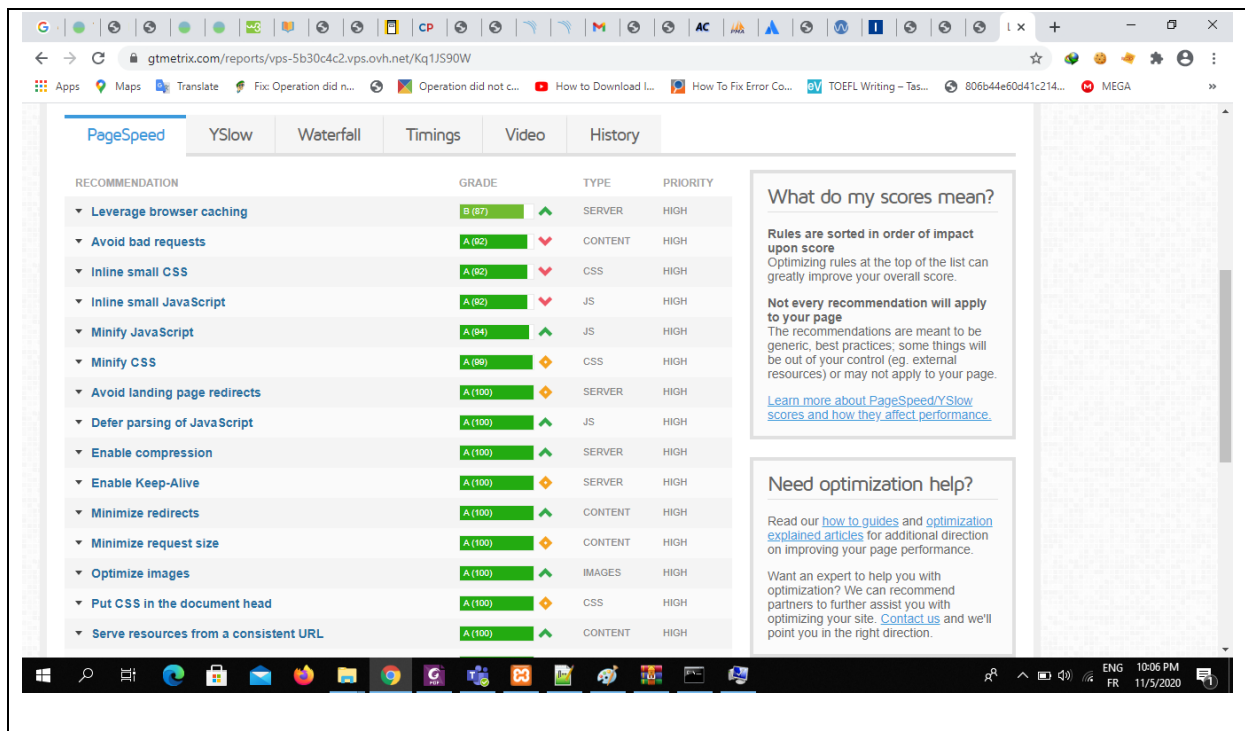 G
CP
AC
PMA
I
L
gtmetrix.com/reports/vps-5b30c4c2.vps.ovh.net/Kq1JS90W
Apps Maps Translate Fix: Operation did n... Operation did not c... How to Download I... How To Fix Error Co... eV TOEFL Writing – Tas... 806b44e60d41c214... MEGA »
PageSpeed YSlow Waterfall Timings Video History
RECOMMENDATION GRADE TYPE PRIORITY
Leverage browser caching B (87) SERVER HIGH
Avoid bad requests A (92) CONTENT HIGH
Inline small CSS A (92) CSS HIGH
Inline small JavaScript A (92) JS HIGH
Minify JavaScript A (94) JS HIGH
Minify CSS A (99) CSS HIGH
Avoid landing page redirects A (100) SERVER HIGH
Defer parsing of JavaScript A (100) JS HIGH
Enable compression A (100) SERVER HIGH
Enable Keep-Alive A (100) SERVER HIGH
Minimize redirects A (100) CONTENT HIGH
Minimize request size A (100) CONTENT HIGH
Optimize images A (100) IMAGES HIGH
Put CSS in the document head A (100) CSS HIGH
Serve resources from a consistent URL A (100) CONTENT HIGH
What do my scores mean?
Rules are sorted in order of impact
upon score
Optimizing rules at the top of the list can
greatly improve your overall score.
Not every recommendation will apply
to your page
The recommendations are meant to be
generic, best practices; some things will
be out of your control (eg. external
resources) or may not apply to your page.
Learn more about PageSpeed/YSlow
scores and how they affect performance.
Need optimization help?
Read our how to guides and optimization
explained articles for additional direction
on improving your page performance.
Want an expert to help you with
optimization? We can recommend
partners to further assist you with
optimizing your site. Contact us and we'll
point you in the right direction.
ENG 10:06 PM
FR 11/5/2020